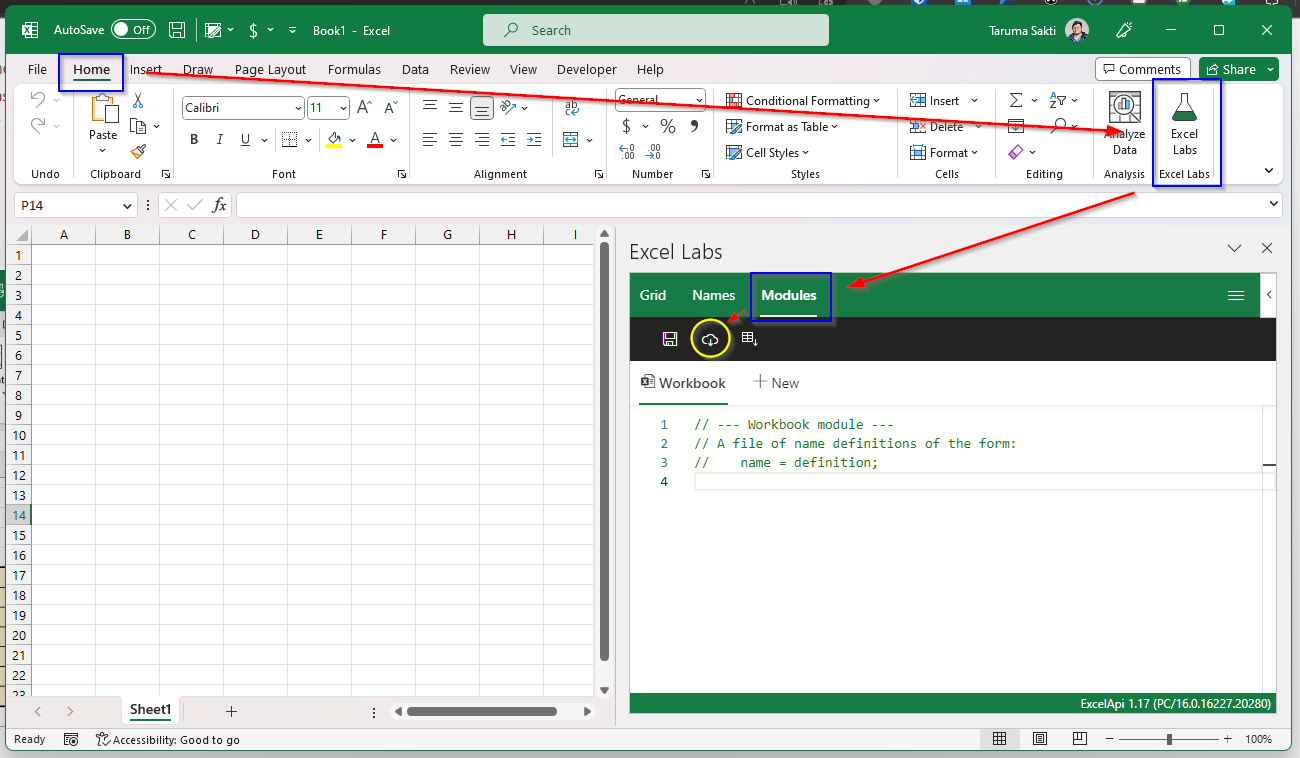 AutoSave Off $ Book1 - Excel Search Taruma Sakti
File Home Insert Draw Page Layout Formulas Data Review View Developer Help Comments Share
Calibri 11 A A ab General Conditional Formatting Insert Σ
Paste B I U A $ % 9 Format as Table Delete Analyze Data Excel Labs
Cell Styles Format
Undo Clipboard Font Alignment Number Styles Cells Editing Analysis Excel Labs
P14 fx
A B C D E F G H I
1
2
3
4
5
6
7
8
9
10
11
12
13
14
15
16
17
18
19
20
21
22
23
Excel Labs
Grid Names Modules
Workbook + New
1 // --- Workbook module ---
2 // A file of name definitions of the form:
3 // name = definition;
4
ExcelApi 1.17 (PC/16.0.16227.20280)
Sheet1 +
Ready Accessibility: Good to go 100%